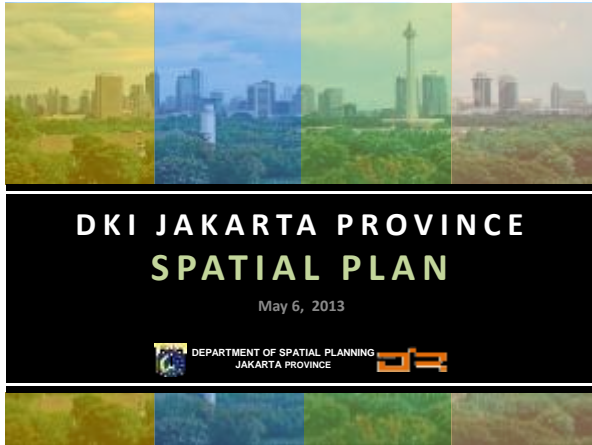 DKI JAKARTA PROVINCE
SPATIAL PLAN
May 6, 2013
DEPARTMENT OF SPATIAL PLANNING
JAKARTA PROVINCE